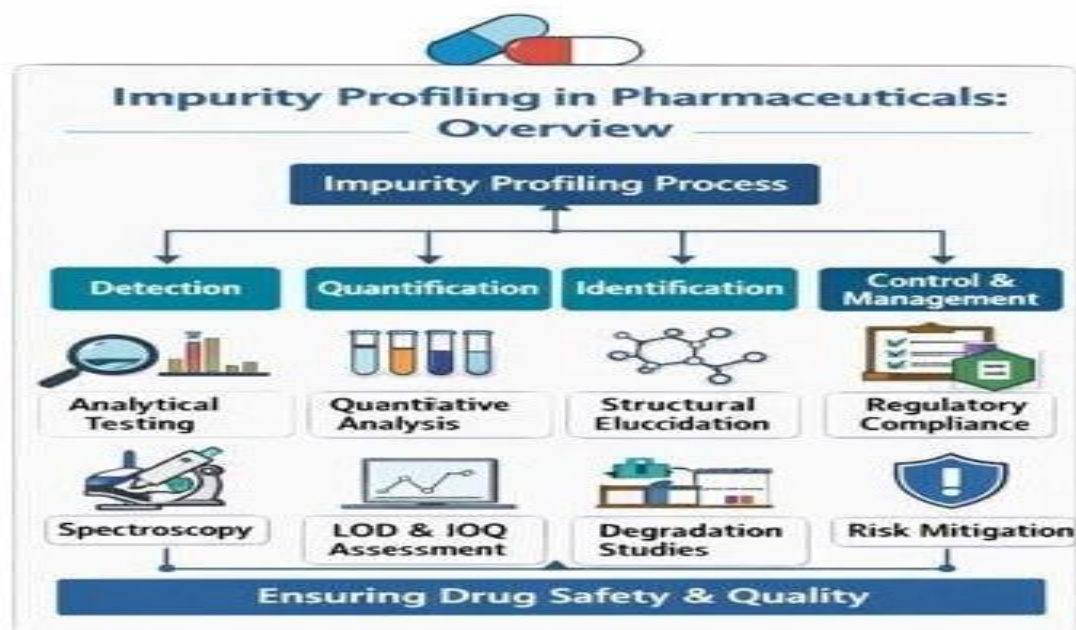 Impurity Profiling in Pharmaceuticals:
Overview
Impurity Profiling Process
Detection
Quantification
Identification
Control &
Management
Analytical
Testing
Quantitative
Analysis
Structural
Eluccidation
Regulatory
Compliance
Spectroscopy
LOD & IOQ
Assessment
Degradation
Studies
Risk Mitigation
Ensuring Drug Safety & Quality